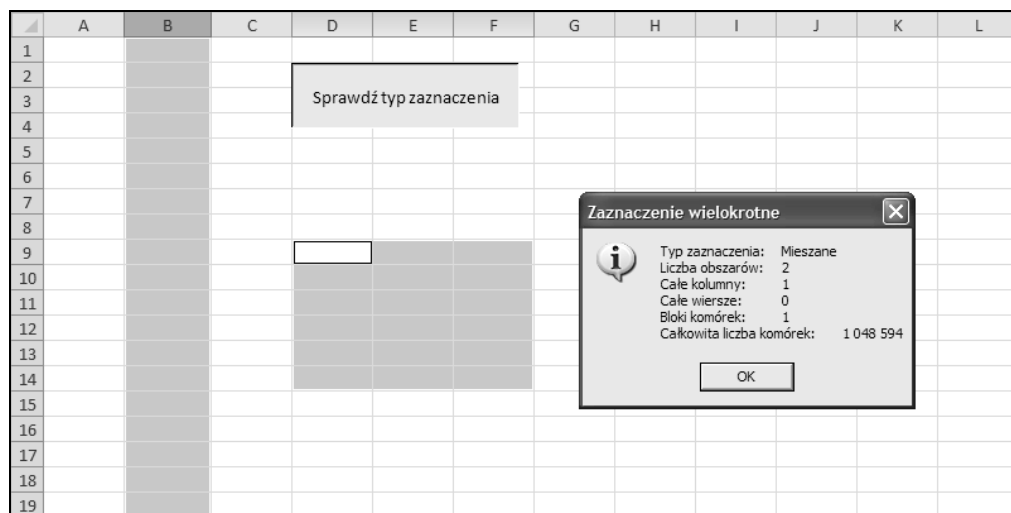 A B C D E F G H I J K L
1
2
Sprawdź typ zaznaczenia
3
4
5
6
7
Zaznaczenie wielokrotne
8
9
Typ zaznaczenia: Mieszane
Liczba obszarów: 2
10
Całe kolumny: 1
11
Całe wiersze: 0
Bloki komórek: 1
12
Całkowita liczba komórek: 1 048 594
13
14
OK
15
16
17
18
19